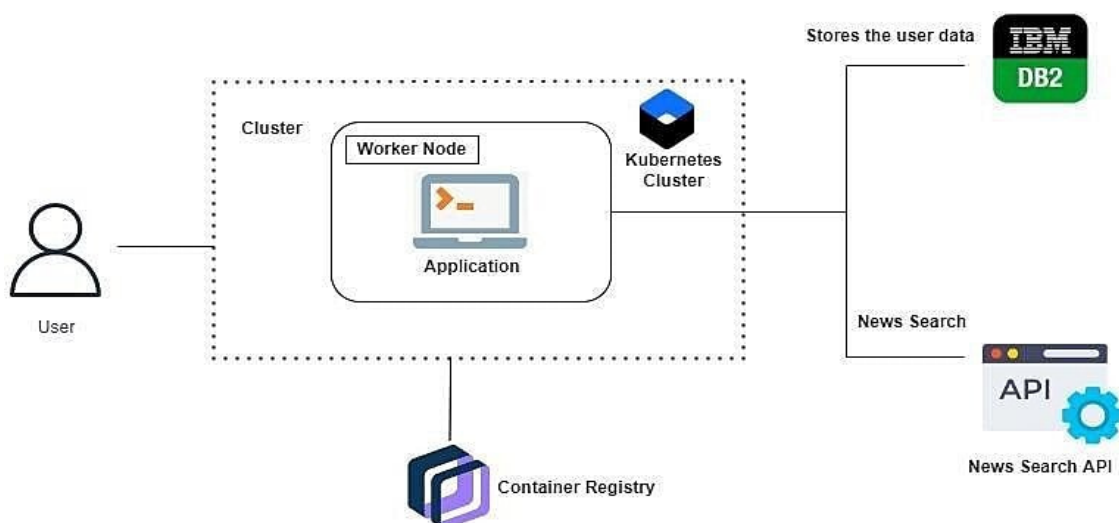 Stores the user data
IBM
DB2
Cluster
Worker Node
Kubernetes
Cluster
Application
User
News Search
API
News Search API
Container Registry